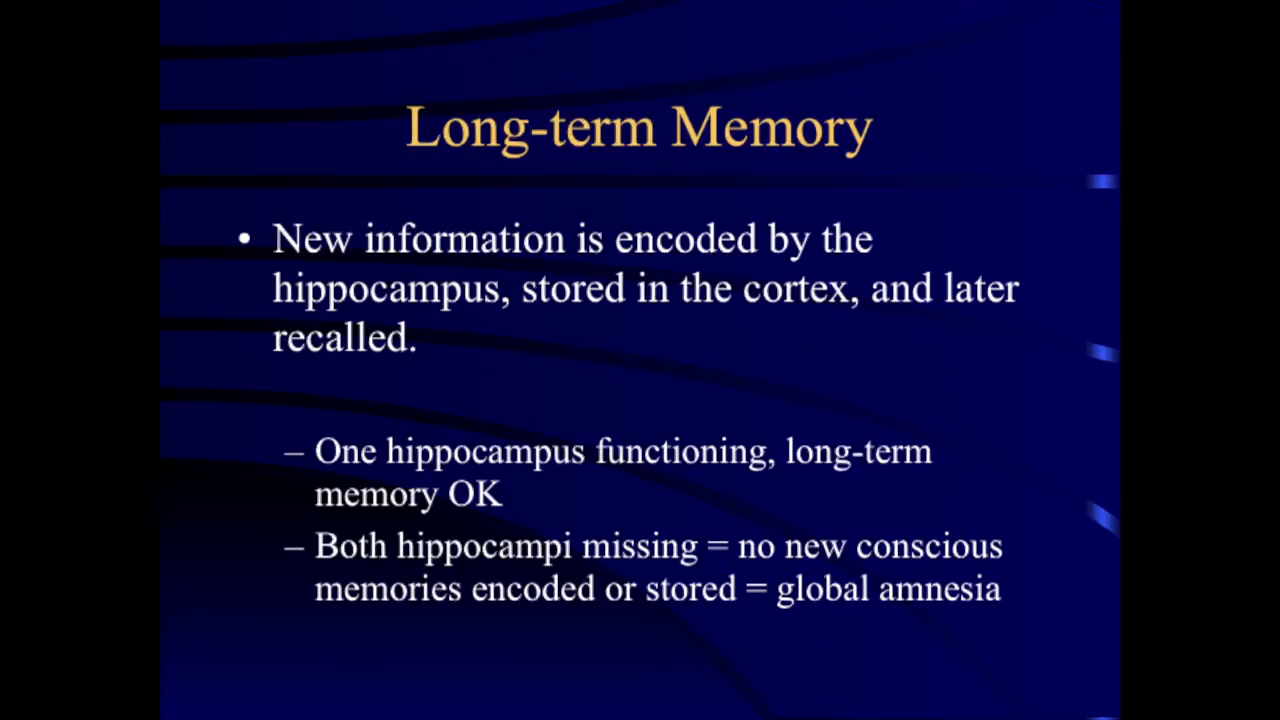 Long-term Memory
• New information is encoded by the
hippocampus, stored in the cortex, and later
recalled.
– One hippocampus functioning, long-term
memory OK
– Both hippocampi missing = no new conscious
memories encoded or stored = global amnesia